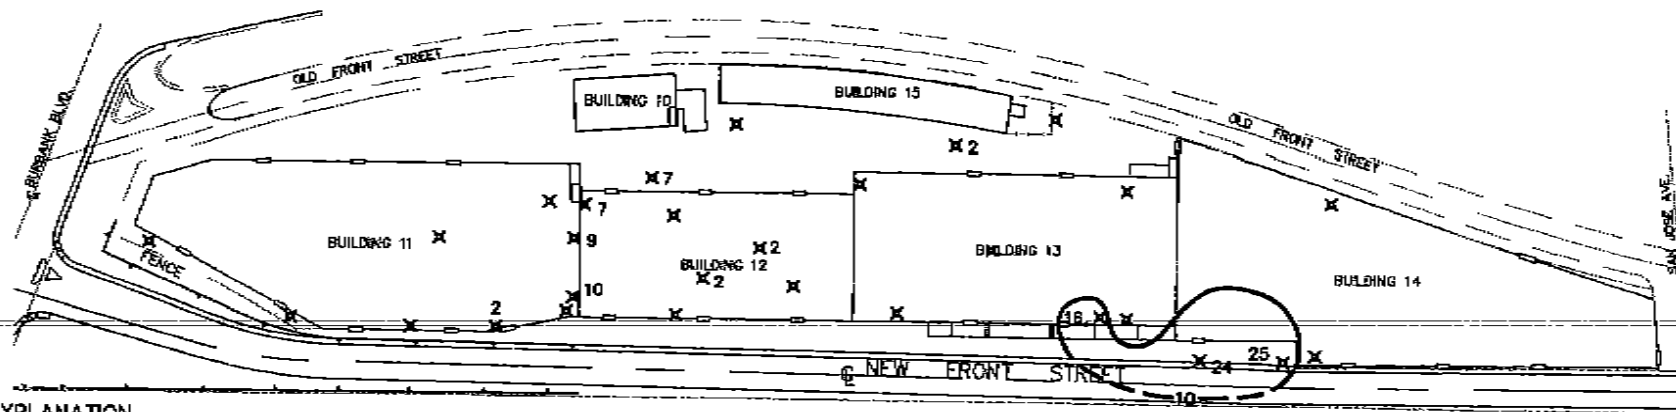 OLD FRONT STREET
BUILDING 10
BUILDING 15
OLD FRONT STREET
℄ BURBANK BLVD.
SAN JOSE AVE.
2
7
7
BUILDING 11
9
BUILDING 12
2
2
BUILDING 13
BUILDING 14
FENCE
10
2
16
25
24
℄ NEW FRONT STREET
10
XPLANATION